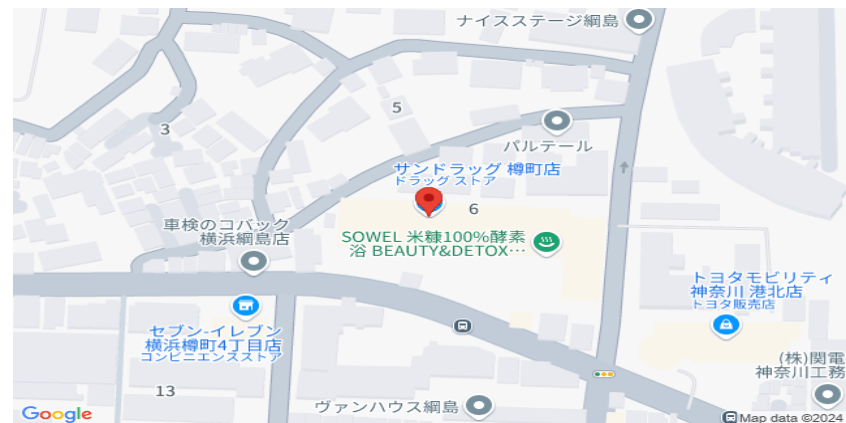 ナイスステージ綱島
5
3
パルテール
サンドラッグ 樽町店
ドラッグ ストア
6
車検のコバック
横浜綱島店
SOWEL 米糠100%酵素
浴 BEAUTY&DETOX…
トヨタモビリティ
神奈川 港北店
トヨタ販売店
セブン-イレブン
横浜樽町4丁目店
コンビニエンスストア
(株)関電
神奈川工務
13
ヴァンハウス綱島
Google
Map data ©2024